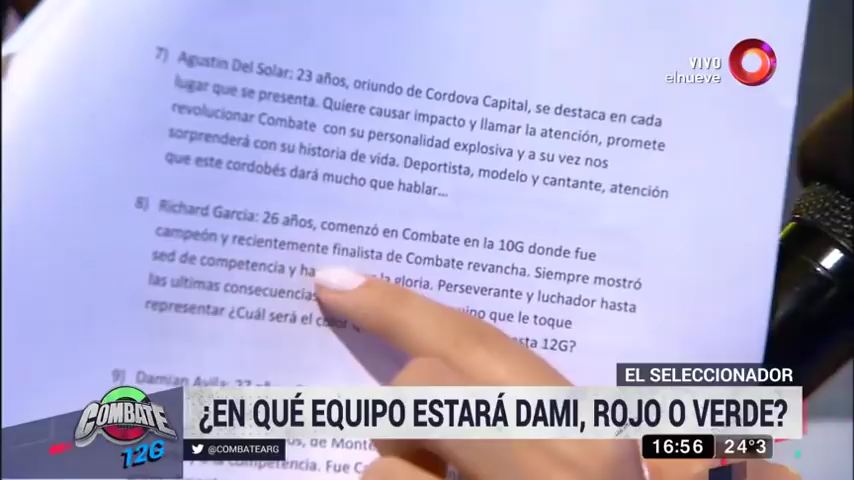 VIVO
elnueve
7) Agustin Del Solar: 23 años, oriundo de Cordova Capital, se destaca en cada
lugar que se presenta. Quiere causar impacto y llamar la atención, promete
revolucionar Combate con su personalidad explosiva y a su vez nos
sorprenderá con su historia de vida. Deportista, modelo y cantante, atención
que este cordobés dará mucho que hablar...
8) Richard Garcia: 26 años, comenzó en Combate en la 10G donde fue
campeón y recientemente finalista de Combate revancha. Siempre mostró
sed de competencia y la gloria. Perseverante y luchador hasta
las ultimas consecuencias que le toque
representar ¿Cuál será el 12G?
9) Damian Avila:
EL SELECCIONADOR
¿EN QUÉ EQUIPO ESTARÁ DAMI, ROJO O VERDE?
COMBATE
12G
@COMBATEARG
de
competencia. Fue
16:56 24°3